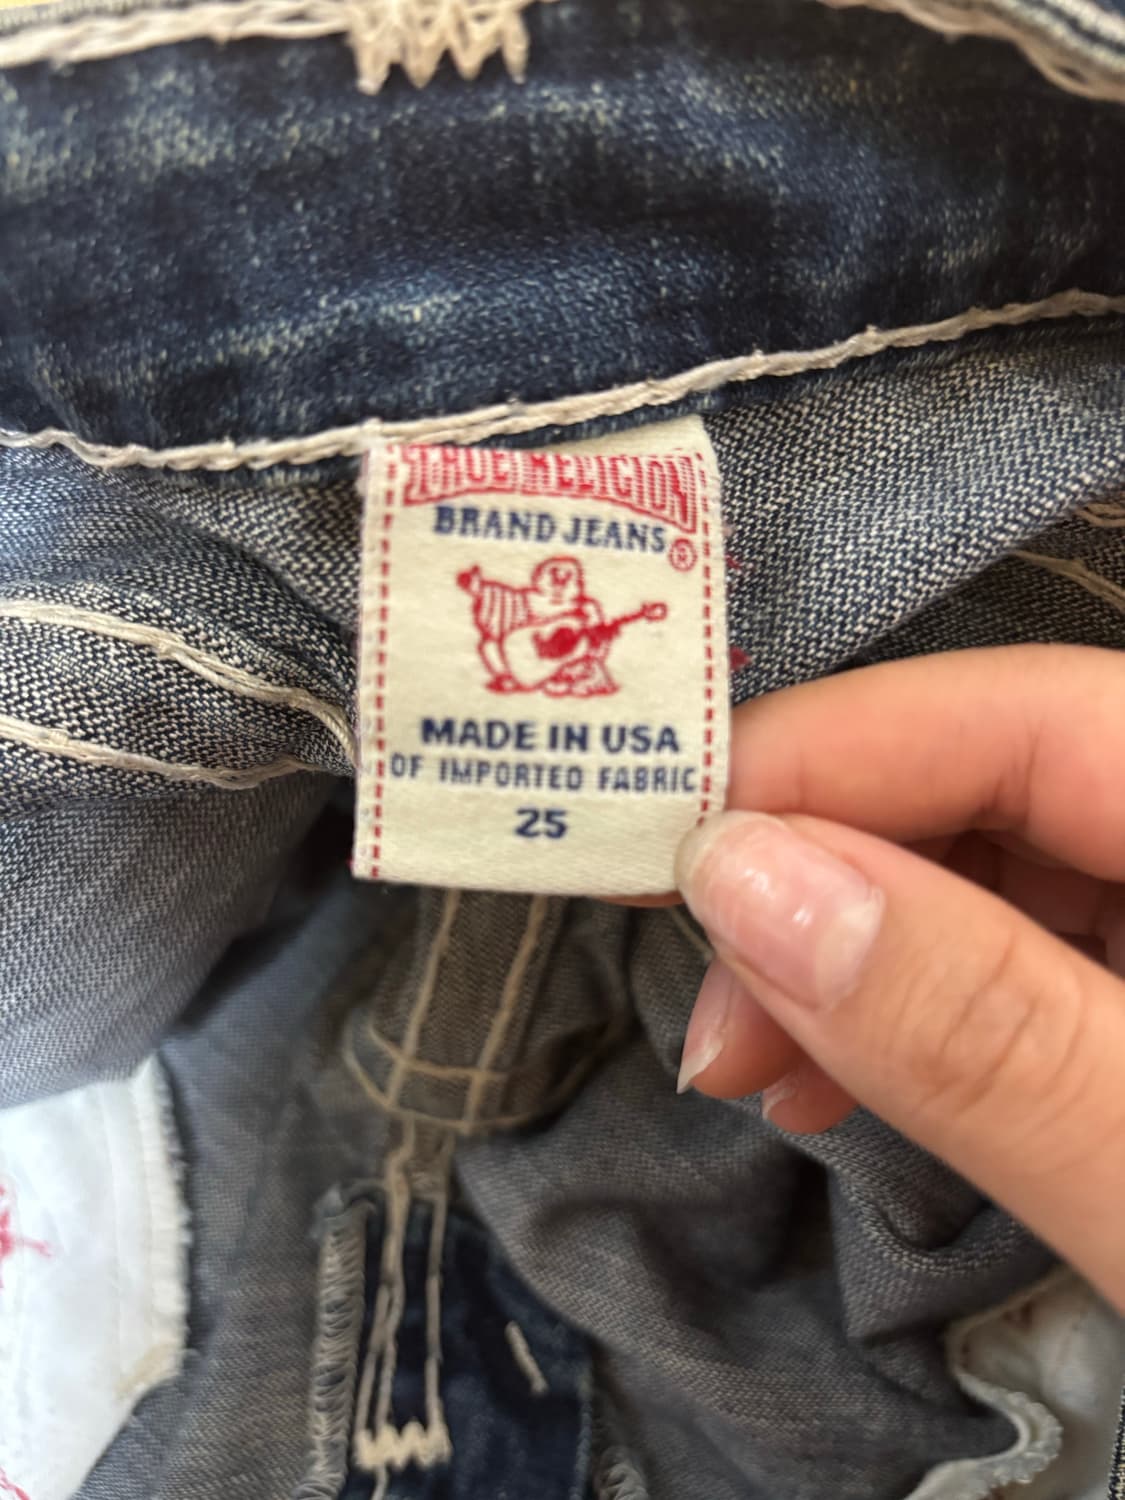 TRUE RELIGION
BRAND JEANS
®
MADE IN USA
OF IMPORTED FABRIC
25